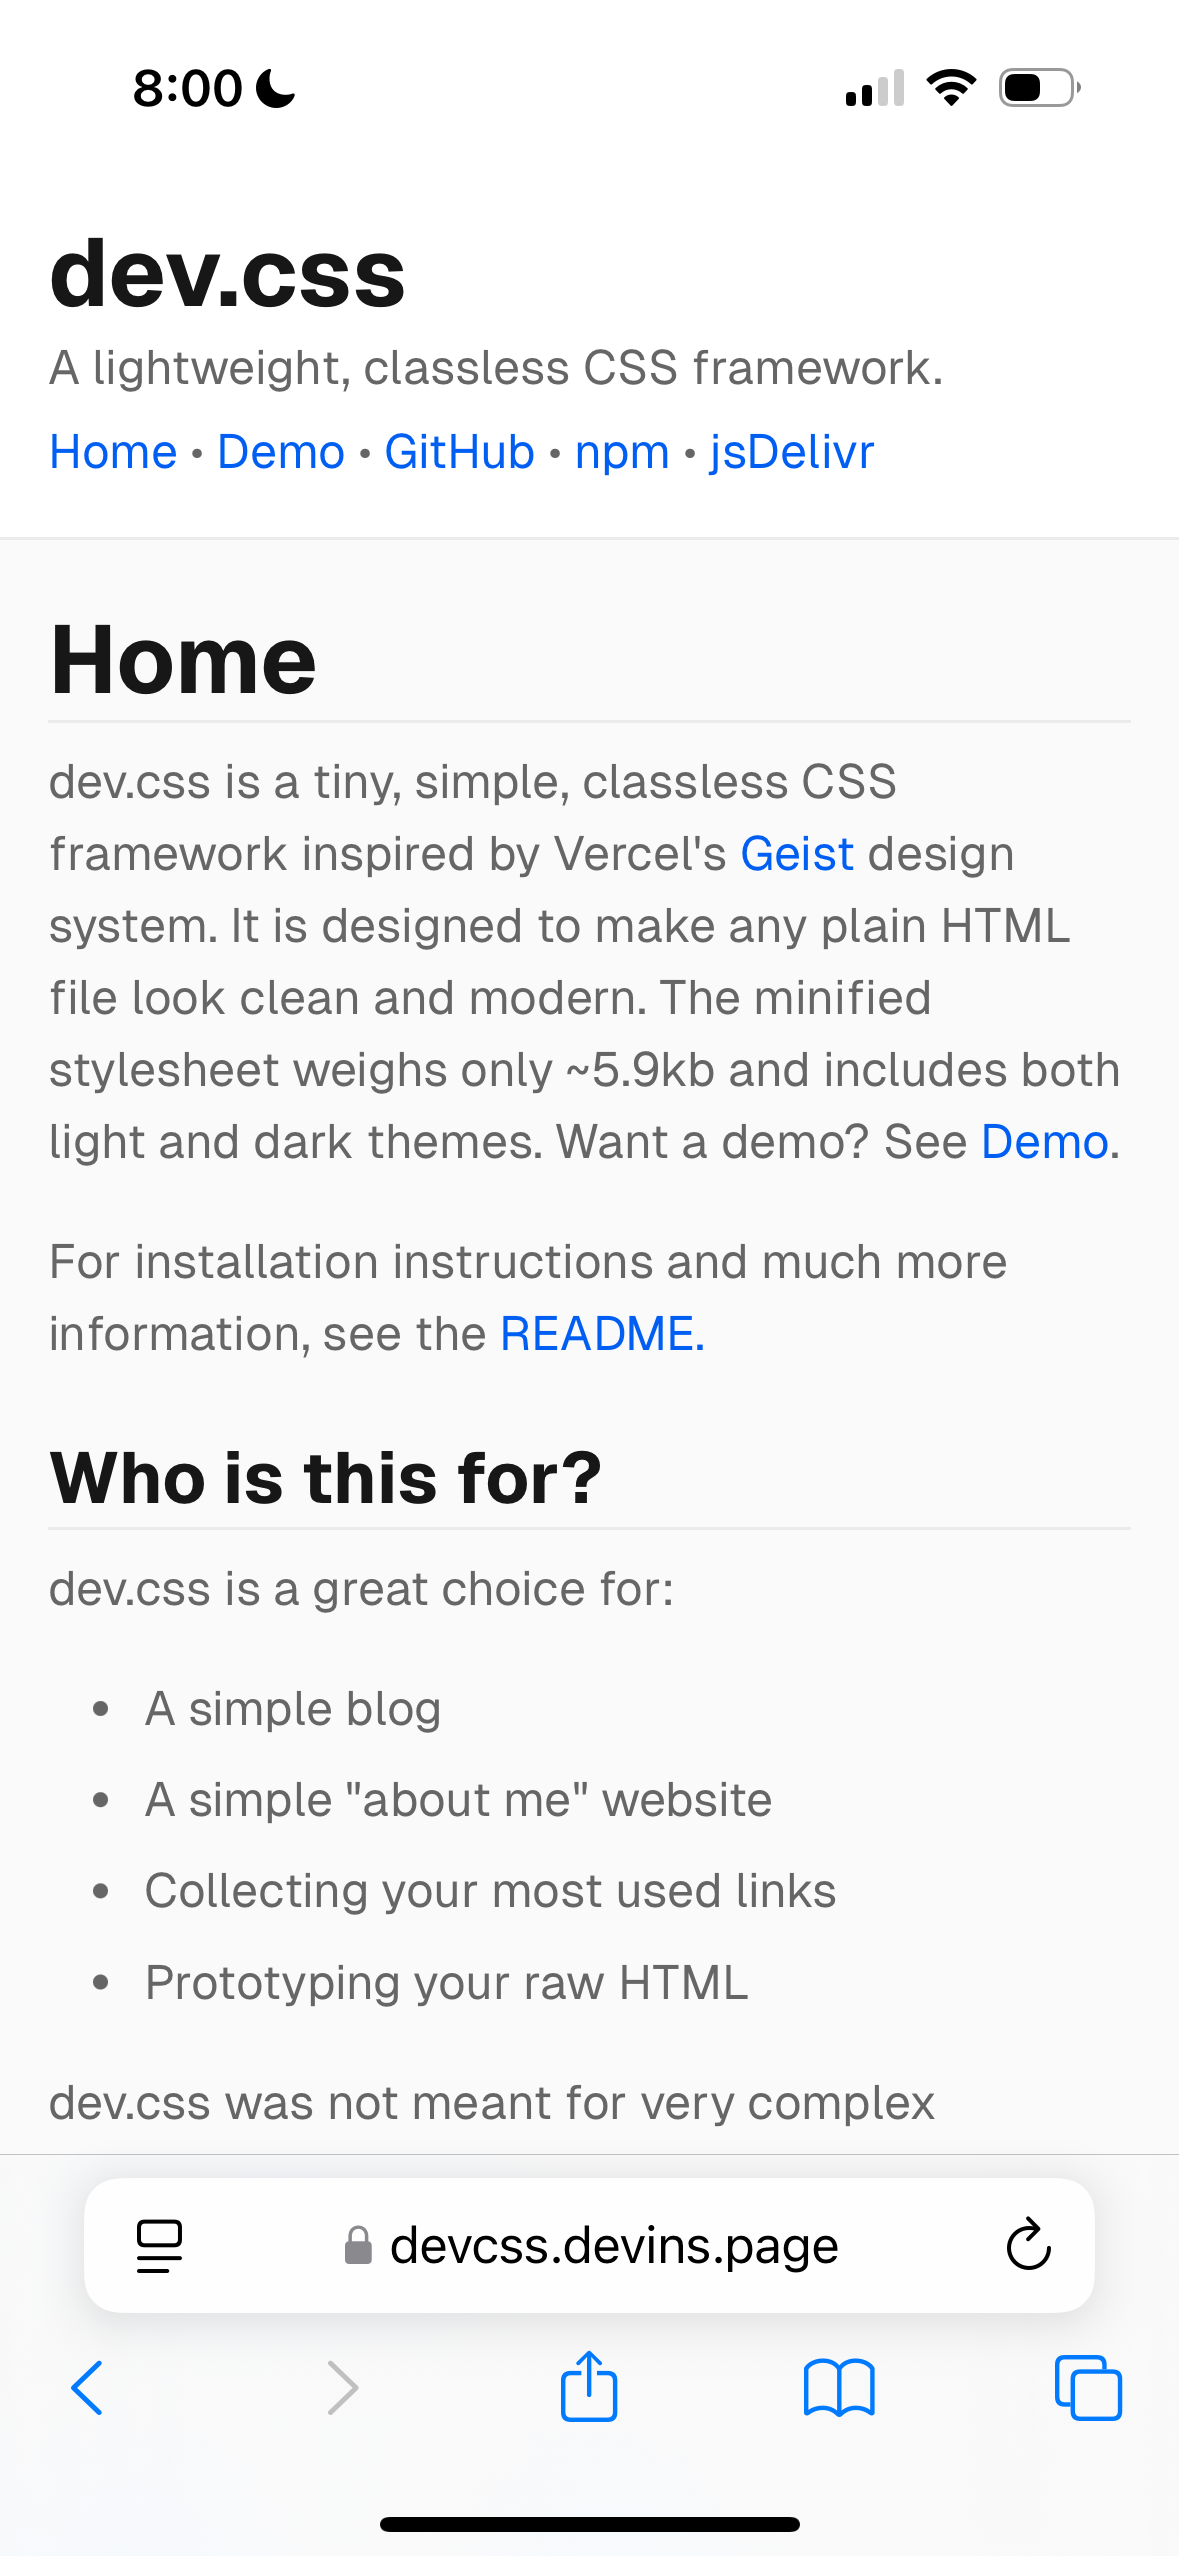 8:00
dev.css
A lightweight, classless CSS framework.
Home • Demo • GitHub • npm • jsDelivr
Home
dev.css is a tiny, simple, classless CSS
framework inspired by Vercel's Geist design
system. It is designed to make any plain HTML
file look clean and modern. The minified
stylesheet weighs only ~5.9kb and includes both
light and dark themes. Want a demo? See Demo.
For installation instructions and much more
information, see the README.
Who is this for?
dev.css is a great choice for:
• A simple blog
• A simple "about me" website
• Collecting your most used links
• Prototyping your raw HTML
dev.css was not meant for very complex
devcss.devins.page